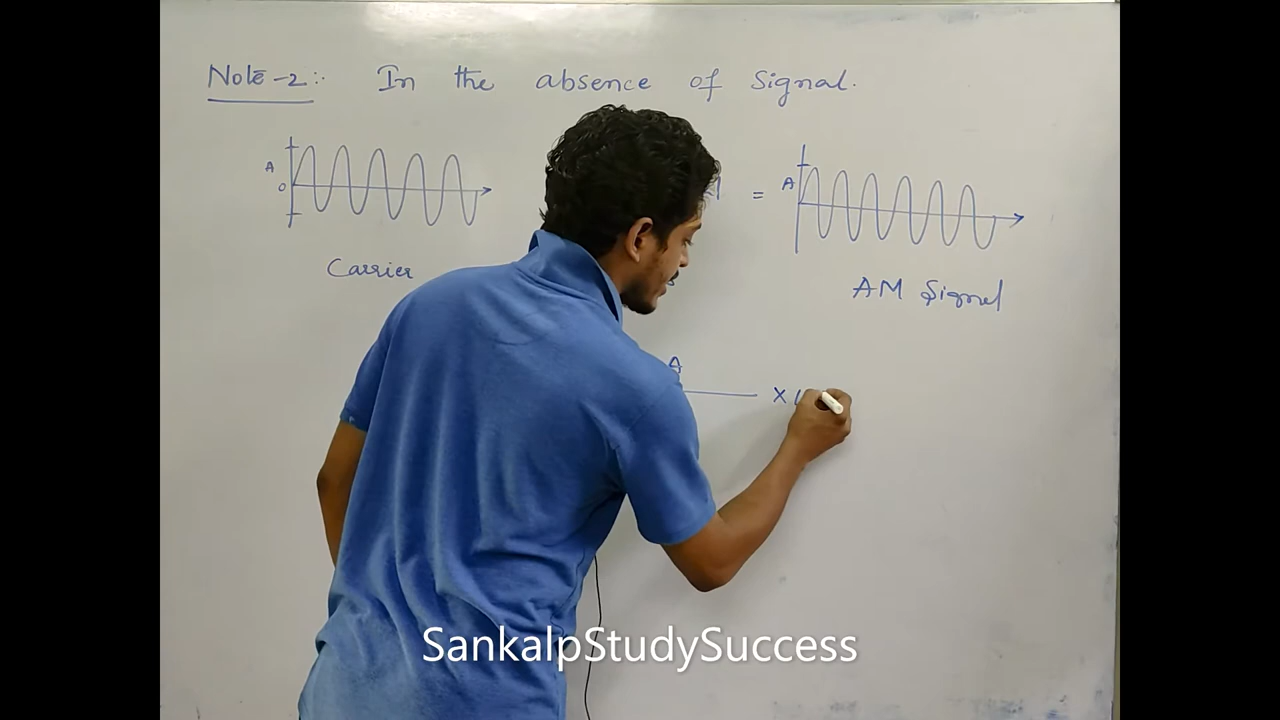 Note-2:- In the absence of Signal.
A
0
=
A
Carrier
AM Signal
A
X
SankalpStudySuccess